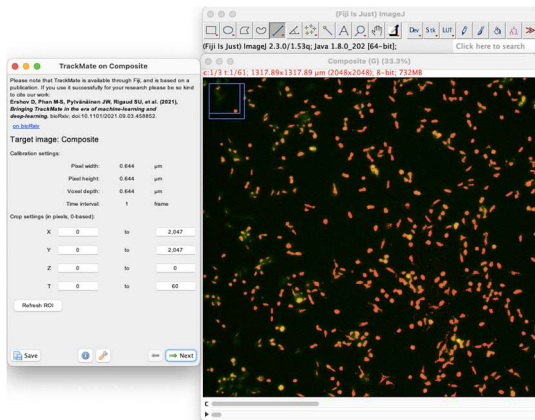 (Fiji Is Just) ImageJ
Dev Stk LUT
(Fiji Is Just) ImageJ 2.3.0/1.53q; Java 1.8.0_202 [64-bit];
Click here to search
TrackMate on Composite
Please note that TrackMate is available through Fiji, and is based on a
publication. If you use it successfully for your research please be so kind
to cite our work:
Ershov D, Phan M-S, Pylvänäinen JW, Rigaud SU, et al. (2021),
Bringing TrackMate in the era of machine-learning and
deep-learning. bioRxiv; doi:10.1101/2021.09.03.458852.
on bioRxiv
Target image: Composite
Calibration settings:
Pixel width: 0.644 µm
Pixel height: 0.644 µm
Voxel depth: 0.644 µm
Time interval: 1 frame
Crop settings (in pixels, 0-based):
X 0 to 2,047
Y 0 to 2,047
Z 0 to 0
T 0 to 60
Refresh ROI
Save
Next
Composite (G) (33.3%)
c:1/3 t:1/61; 1317.89x1317.89 µm (2048x2048); 8-bit; 732MB
C